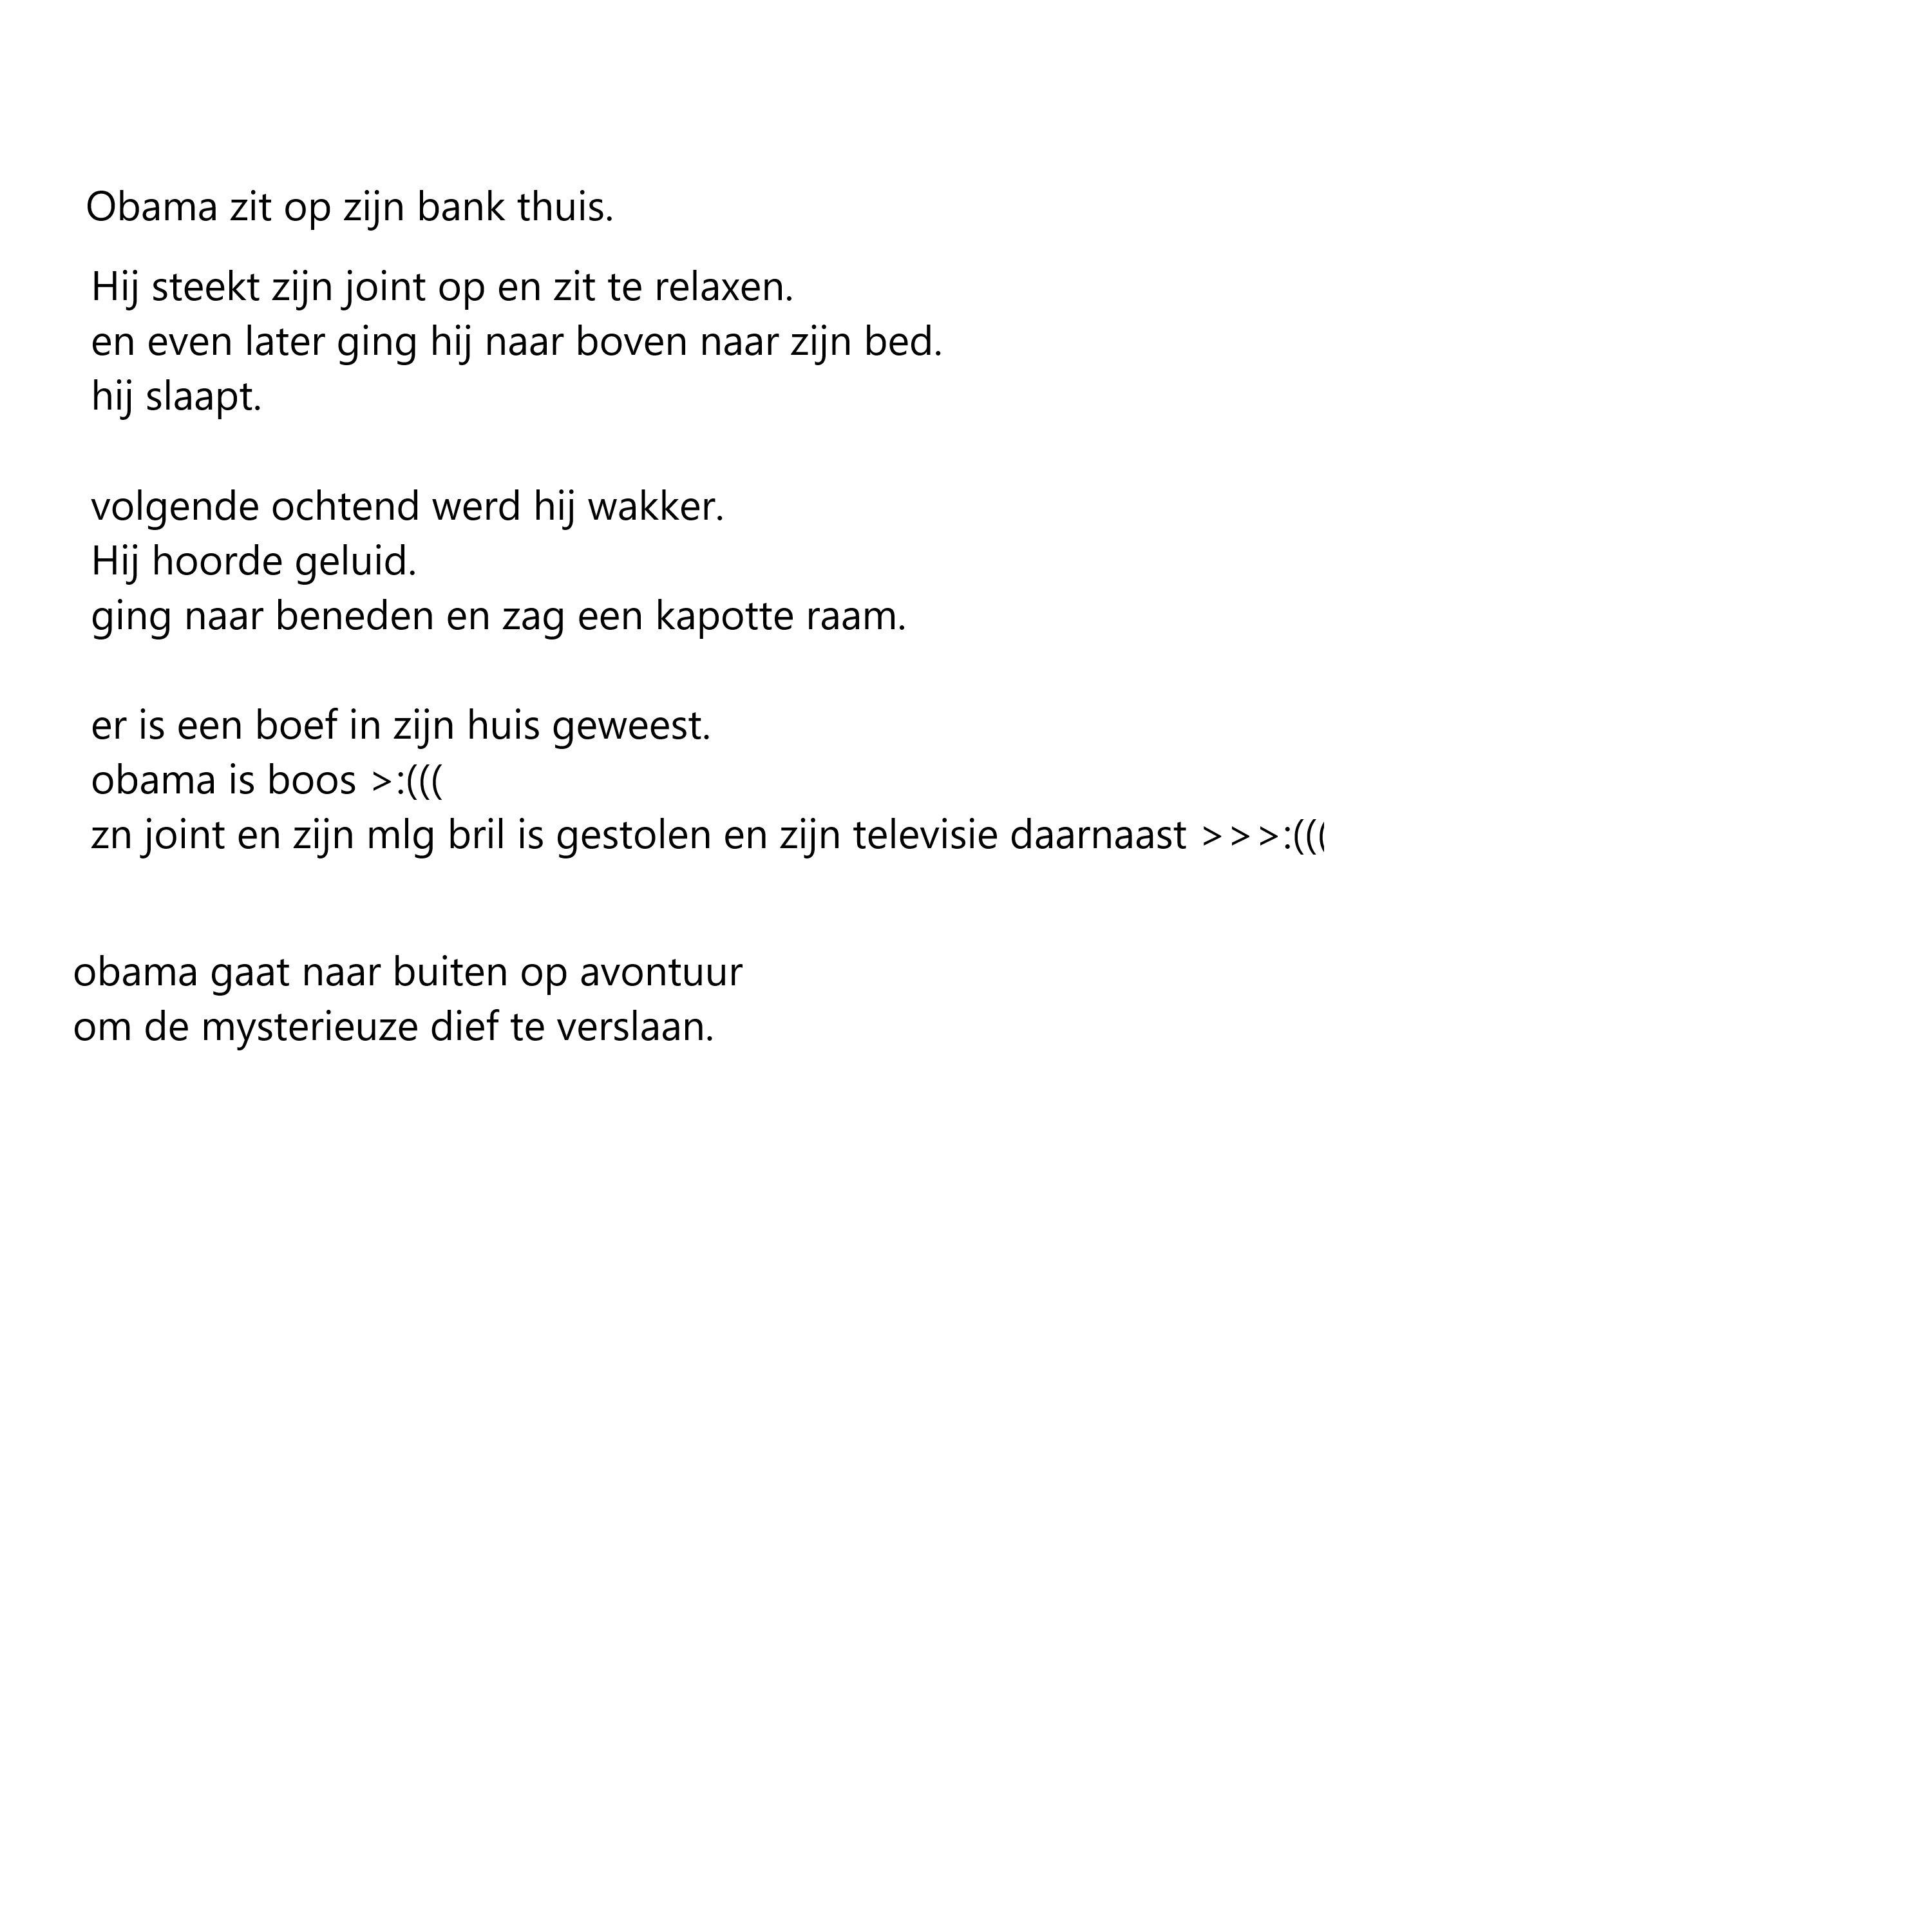 Obama zit op zijn bank thuis.
Hij steekt zijn joint op en zit te relaxen.
en even later ging hij naar boven naar zijn bed.
hij slaapt.
volgende ochtend werd hij wakker.
Hij hoorde geluid.
ging naar beneden en zag een kapotte raam.
er is een boef in zijn huis geweest.
obama is boos >:(((
zn joint en zijn mlg bril is gestolen en zijn televisie daarnaast >>>:(((
obama gaat naar buiten op avontuur
om de mysterieuze dief te verslaan.